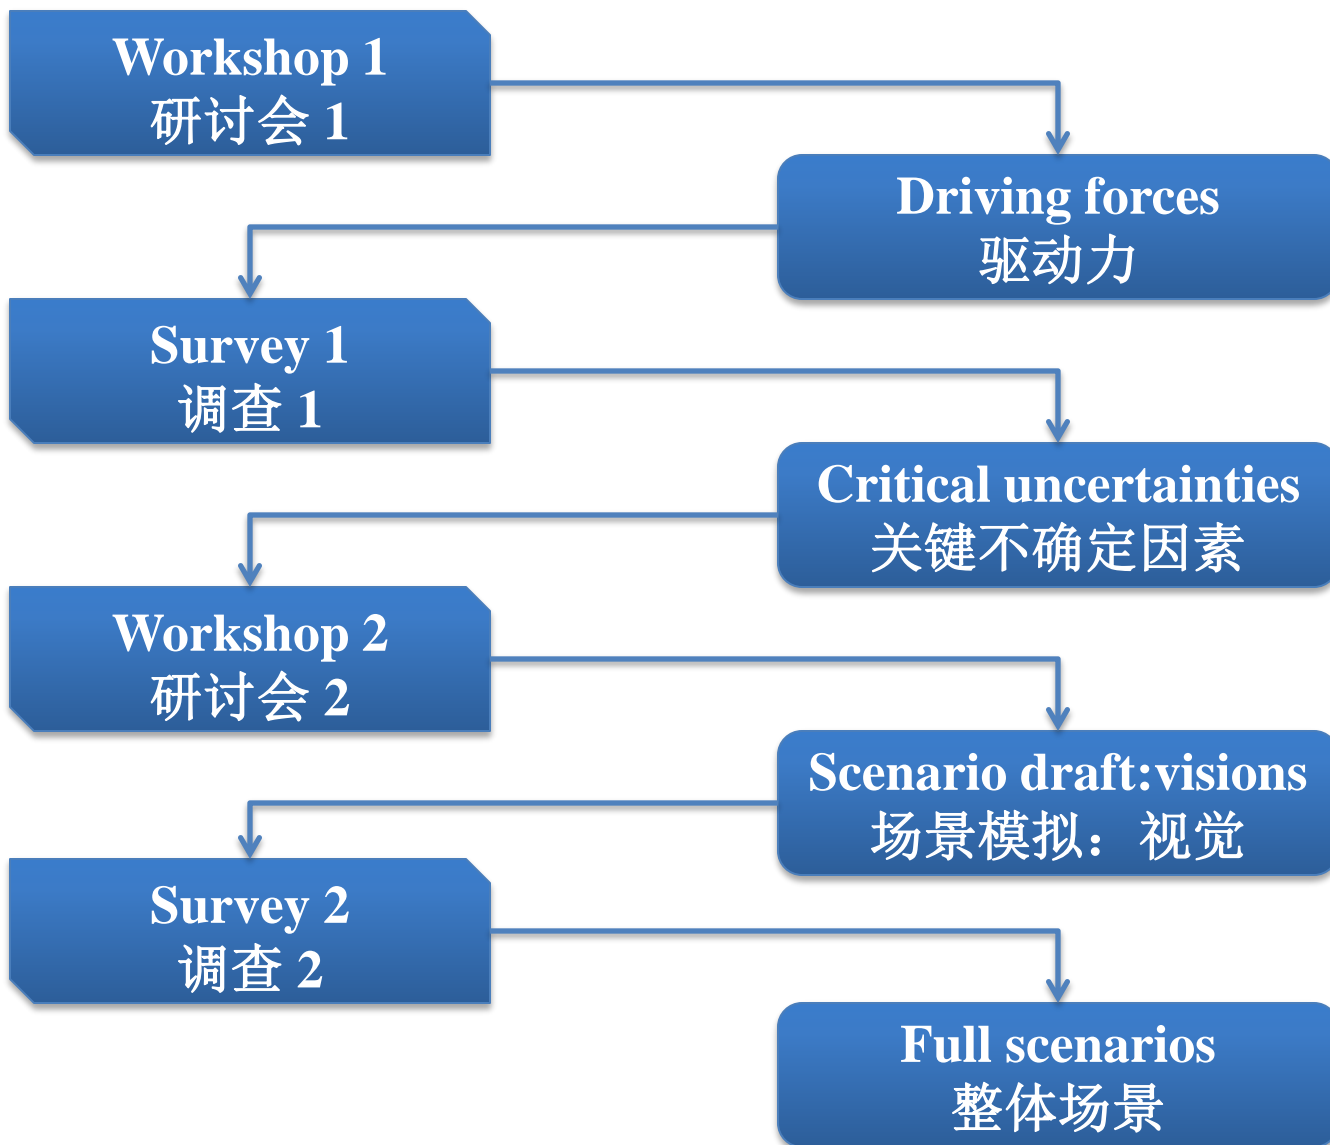 Workshop 1
研讨会 1
Driving forces
驱动力
Survey 1
调查 1
Critical uncertainties
关键不确定因素
Workshop 2
研讨会 2
Scenario draft:visions
场景模拟：视觉
Survey 2
调查 2
Full scenarios
整体场景